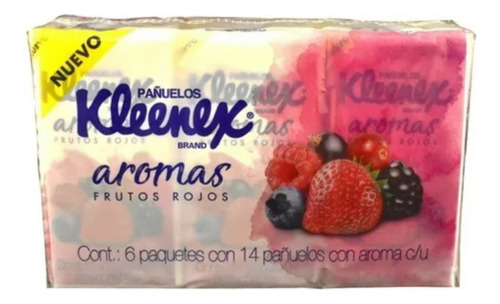 NUEVO
PAÑUELOS
Kleenex®
BRAND
aromas
FRUTOS ROJOS
Cont.: 6 paquetes con 14 pañuelos con aroma c/u